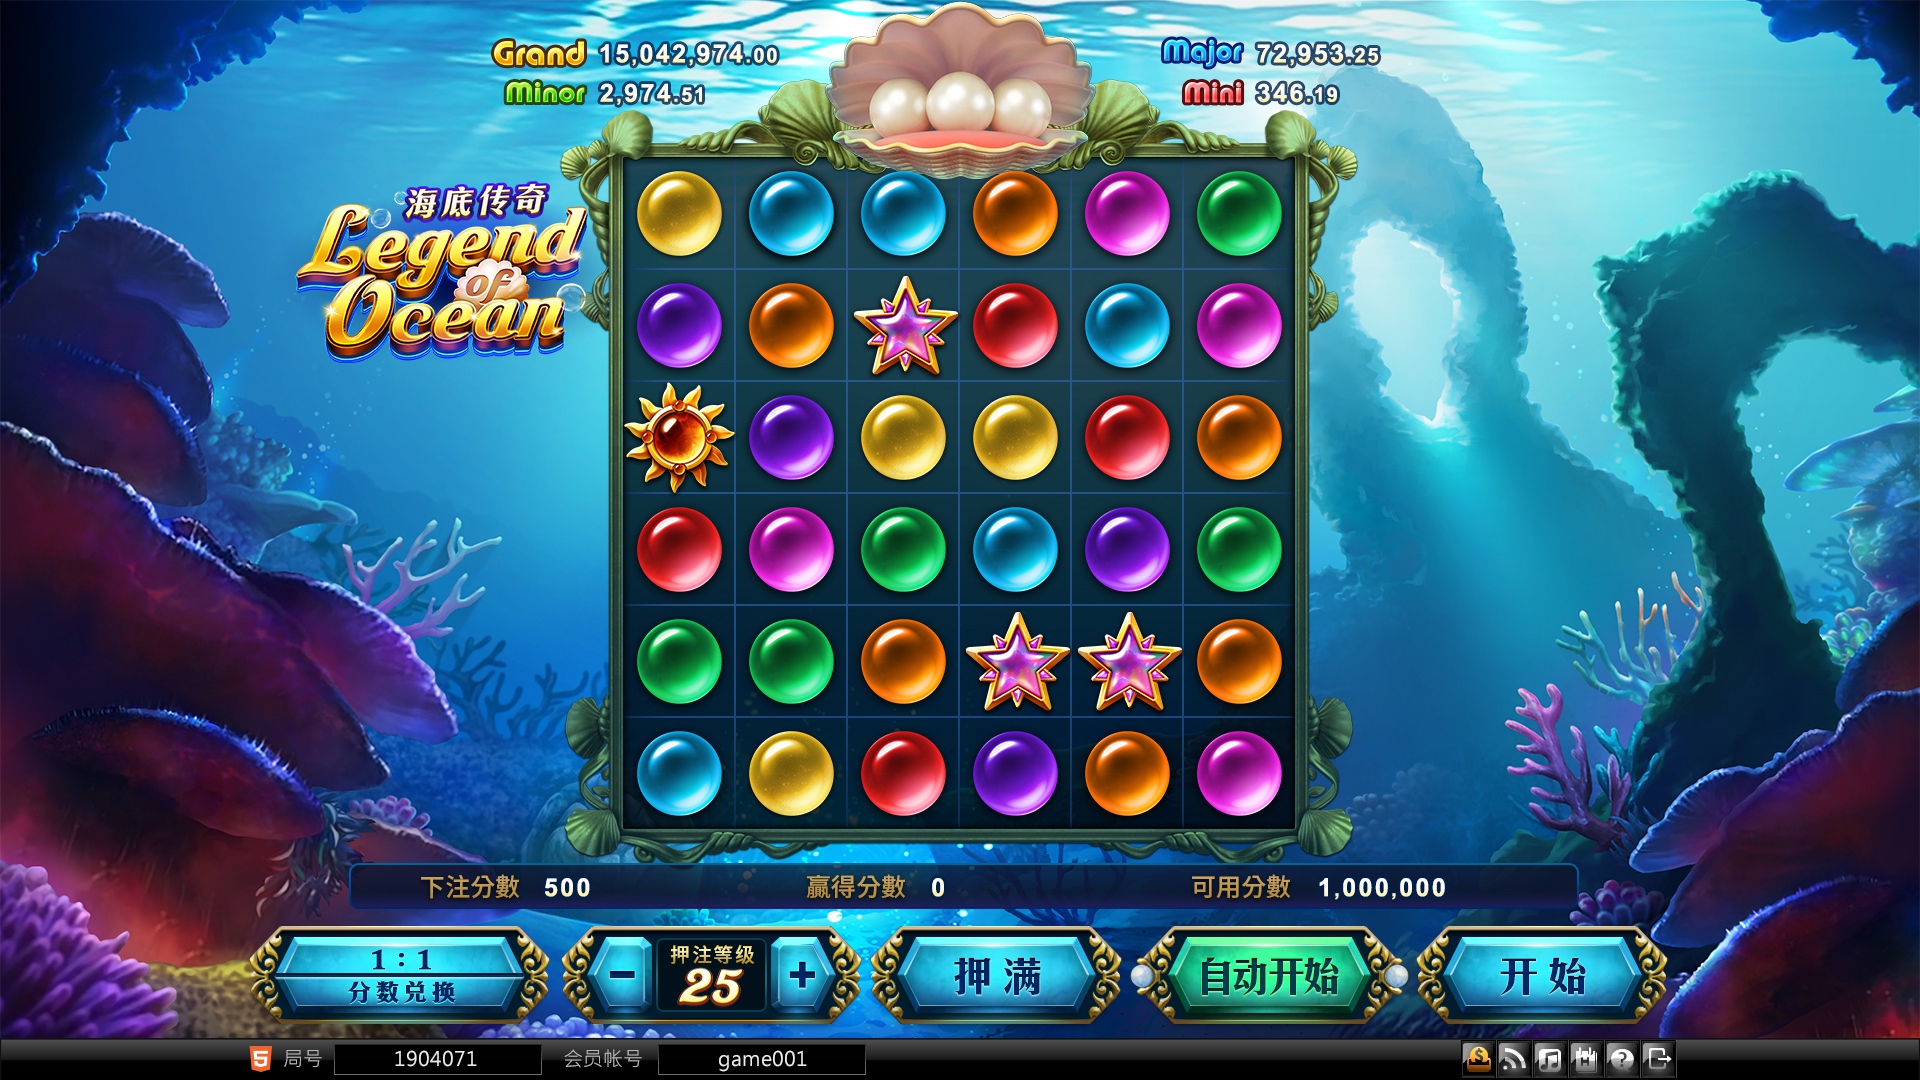 Grand 15,042,974.00
Major 72,953.25
Minor 2,974.51
Mini 346.19
海底传奇
Legend
of
Ocean
下注分數 500
贏得分數 0
可用分數 1,000,000
1:1
分数兑换
−
押注等级
25
+
押 满
自动开始
开 始
5 局号 1904071 会员帐号 game001
$ ?